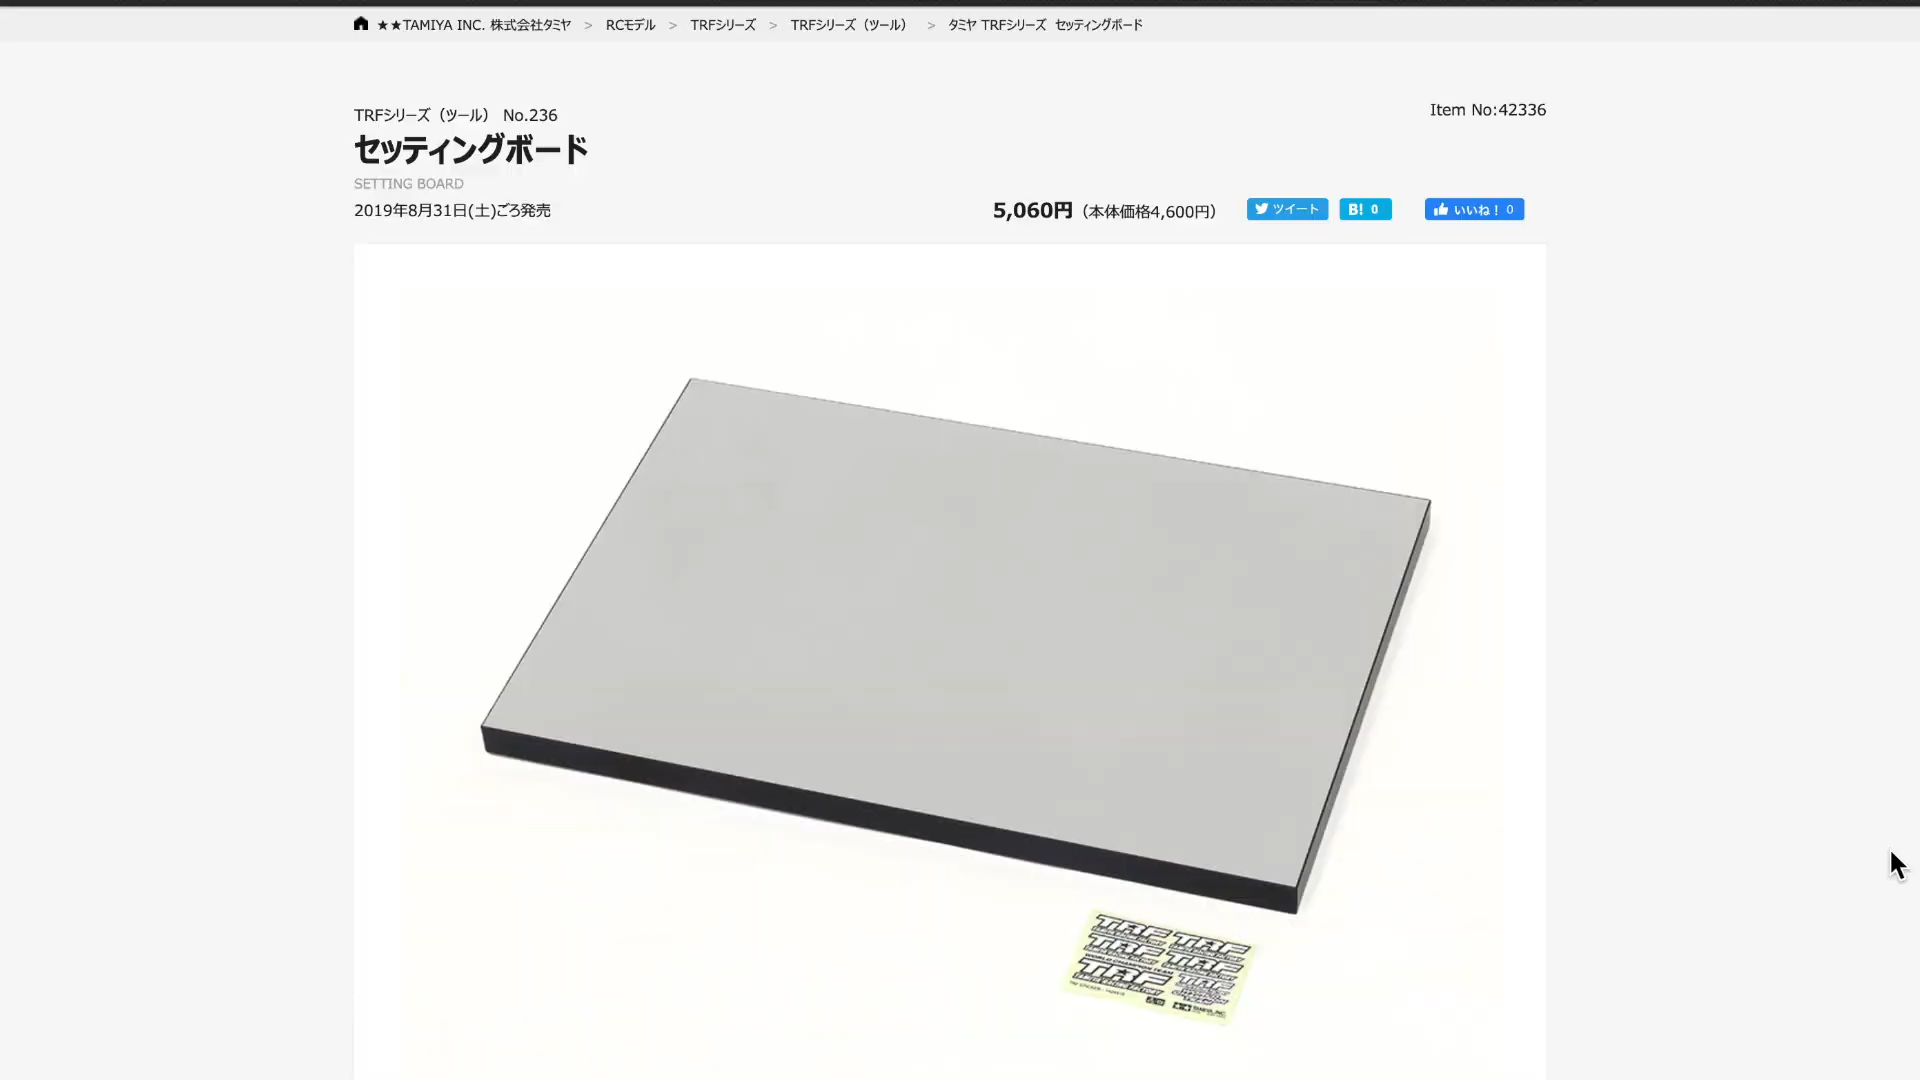 ★★TAMIYA INC. 株式会社タミヤ > RCモデル > TRFシリーズ > TRFシリーズ（ツール） > タミヤ TRFシリーズ セッティングボード
TRFシリーズ（ツール） No.236
Item No:42336
セッティングボード
SETTING BOARD
2019年8月31日(土)ごろ発売
5,060円（本体価格4,600円）
ツイート
B! 0
いいね！ 0
TRF TRF
TRF TRF
WORLD CHAMPION TEAM
TRF TRF